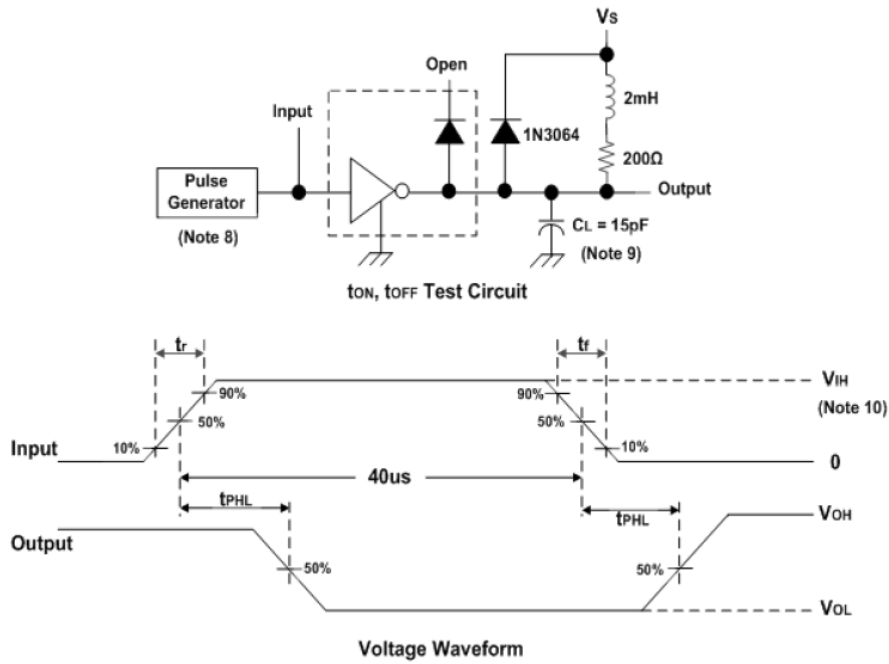 Vs
Open
2mH
Input
1N3064
200Ω
Pulse
Generator
Output
(Note 8)
CL = 15pF
(Note 9)
tON, tOFF Test Circuit
tr
tf
90%
90%
VIH
(Note 10)
50%
50%
Input
10%
10%
0
40us
tPHL
tPHL
VOH
Output
50%
50%
VOL
Voltage Waveform